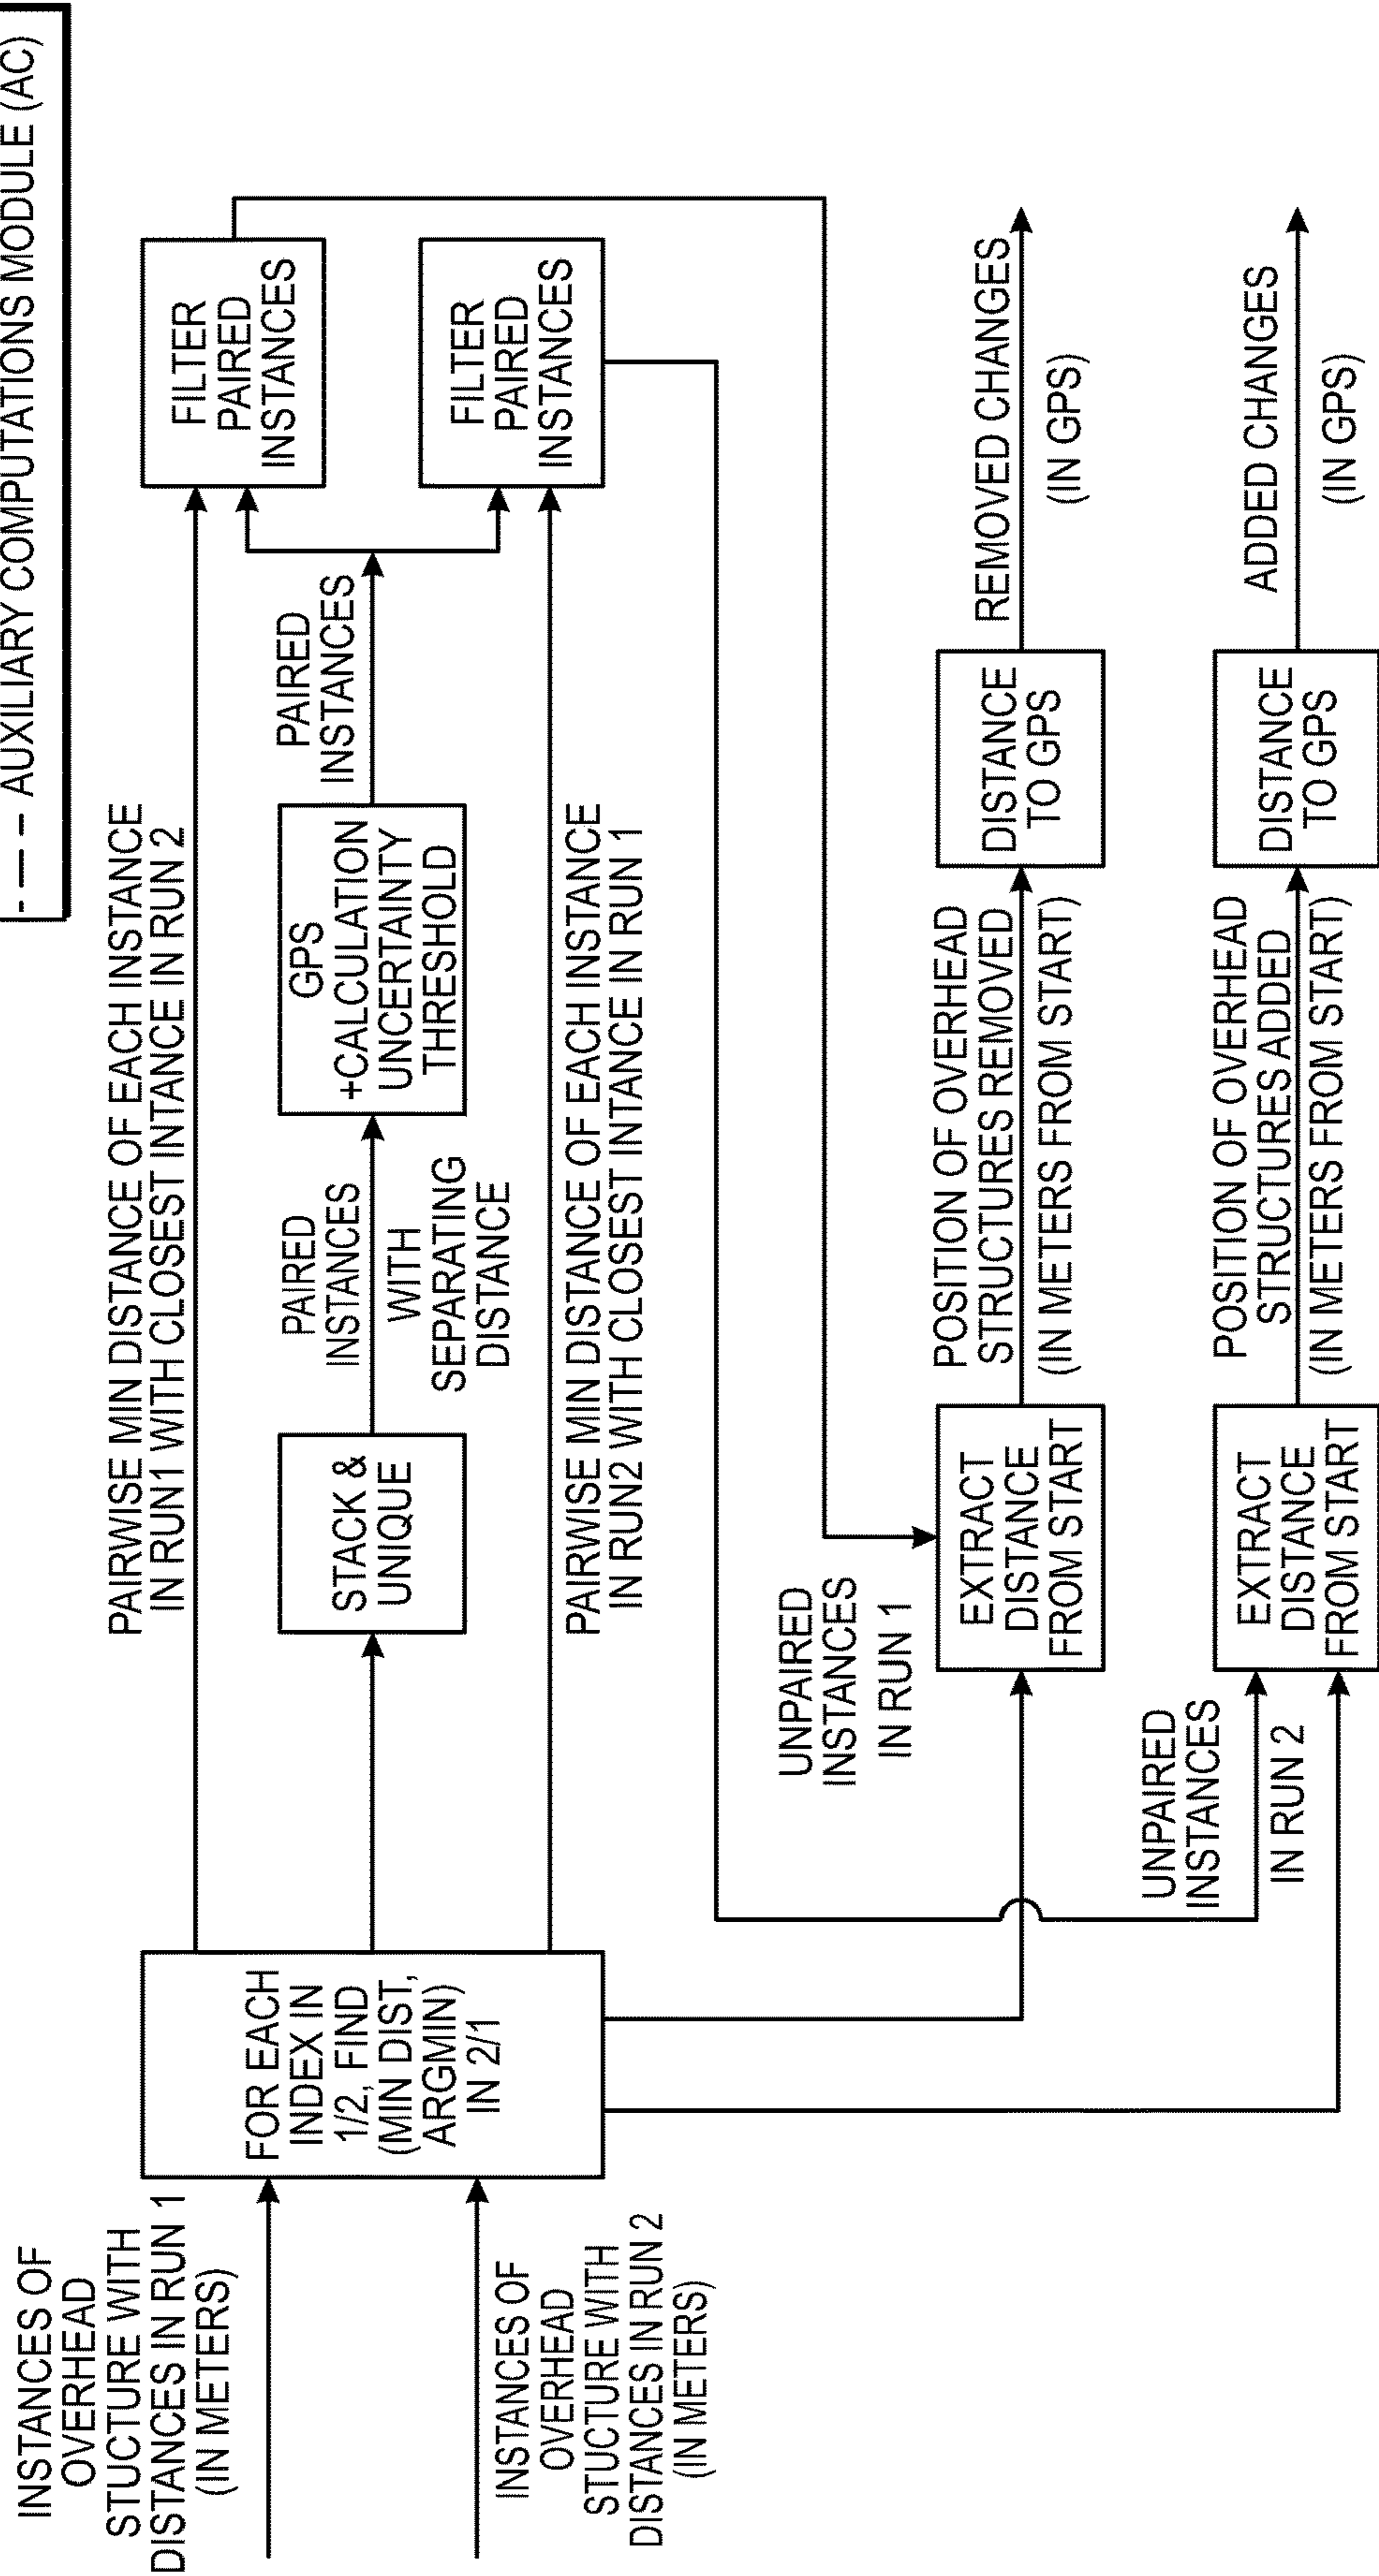 - — – AUXILIARY COMPUTATIONS MODULE (AC)
INSTANCES OF
OVERHEAD
STUCTURE WITH
DISTANCES IN RUN 1
(IN METERS)
INSTANCES OF
OVERHEAD
STUCTURE WITH
DISTANCES IN RUN 2
(IN METERS)
FOR EACH
INDEX IN
1/2, FIND
(MIN DIST,
ARGMIN)
IN 2/1
PAIRWISE MIN DISTANCE OF EACH INSTANCE
IN RUN1 WITH CLOSEST INTANCE IN RUN 2
STACK &
UNIQUE
PAIRED
INSTANCES
WITH
SEPARATING
DISTANCE
GPS
+CALCULATION
UNCERTAINTY
THRESHOLD
PAIRED
INSTANCES
PAIRWISE MIN DISTANCE OF EACH INSTANCE
IN RUN2 WITH CLOSEST INTANCE IN RUN 1
FILTER
PAIRED
INSTANCES
FILTER
PAIRED
INSTANCES
UNPAIRED
INSTANCES
IN RUN 1
EXTRACT
DISTANCE
FROM START
POSITION OF OVERHEAD
STRUCTURES REMOVED
(IN METERS FROM START)
DISTANCE
TO GPS
REMOVED CHANGES
(IN GPS)
UNPAIRED
INSTANCES
IN RUN 2
EXTRACT
DISTANCE
FROM START
POSITION OF OVERHEAD
STRUCTURES ADDED
(IN METERS FROM START)
DISTANCE
TO GPS
ADDED CHANGES
(IN GPS)